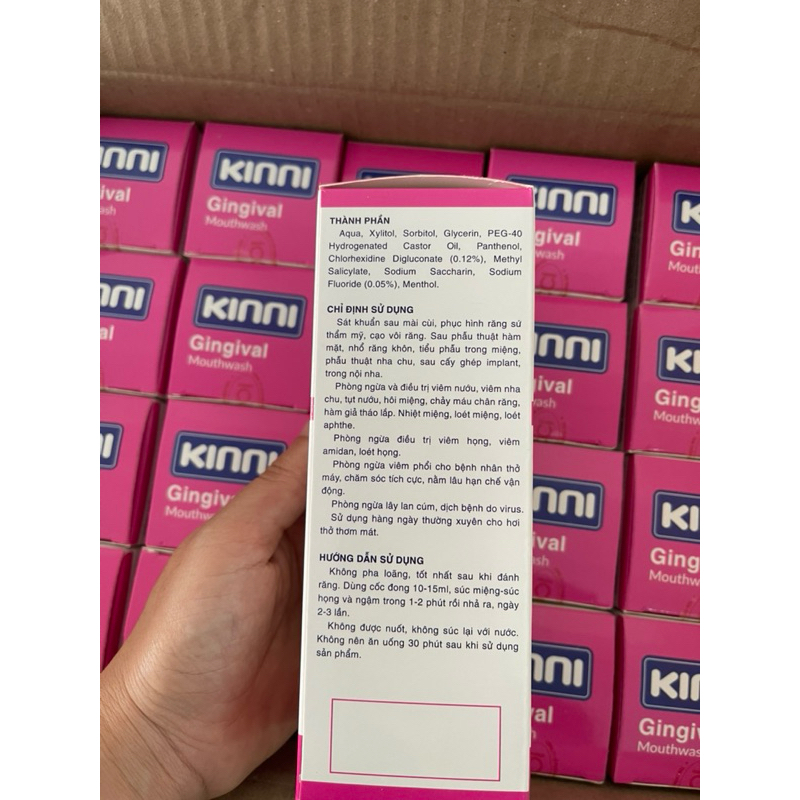 KINNI
Gingival
Mouthwash
THÀNH PHẦN
Aqua, Xylitol, Sorbitol, Glycerin, PEG-40
Hydrogenated Castor Oil, Panthenol,
Chlorhexidine Digluconate (0.12%), Methyl
Salicylate, Sodium Saccharin, Sodium
Fluoride (0.05%), Menthol.
CHỈ ĐỊNH SỬ DỤNG
Sát khuẩn sau mài cùi, phục hình răng sứ
thẩm mỹ, cạo vôi răng. Sau phẫu thuật hàm
mặt, nhổ răng khôn, tiểu phẫu trong miệng,
phẫu thuật nha chu, sau cấy ghép implant,
trong nội nha.
Phòng ngừa và điều trị viêm nướu, viêm nha
chu, tụt nướu, hôi miệng, chảy máu chân răng,
hàm giả tháo lắp. Nhiệt miệng, loét miệng, loét
aphthe.
Phòng ngừa điều trị viêm họng, viêm
amidan, loét họng.
Phòng ngừa viêm phổi cho bệnh nhân thở
máy, chăm sóc tích cực, nằm lâu hạn chế vận
động.
Phòng ngừa lây lan cúm, dịch bệnh do virus.
Sử dụng hàng ngày thường xuyên cho hơi
thở thơm mát.
HƯỚNG DẪN SỬ DỤNG
Không pha loãng, tốt nhất sau khi đánh
răng. Dùng cốc đong 10-15ml, súc miệng-súc
họng và ngậm trong 1-2 phút rồi nhả ra, ngày
2-3 lần.
Không được nuốt, không súc lại với nước.
Không nên ăn uống 30 phút sau khi sử dụng
sản phẩm.
KINNI
Gingival
Mouthwash
KINNI
Gingival